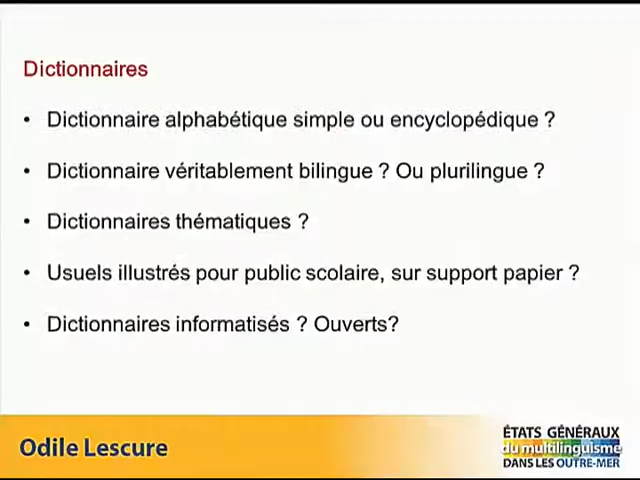 Dictionnaires
• Dictionnaire alphabétique simple ou encyclopédique ?
• Dictionnaire véritablement bilingue ? Ou plurilingue ?
• Dictionnaires thématiques ?
• Usuels illustrés pour public scolaire, sur support papier ?
• Dictionnaires informatisés ? Ouverts?
Odile Lescure
ÉTATS GÉNÉRAUX
du multilinguisme
DANS LES OUTRE-MER